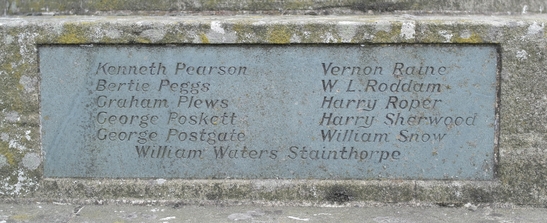 Kenneth Pearson Vernon Raine
Bertie Peggs W. L. Roddam
Graham Plews Harry Roper
George Poskett Harry Sherwood
George Postgate William Snow
William Waters Stainthorpe